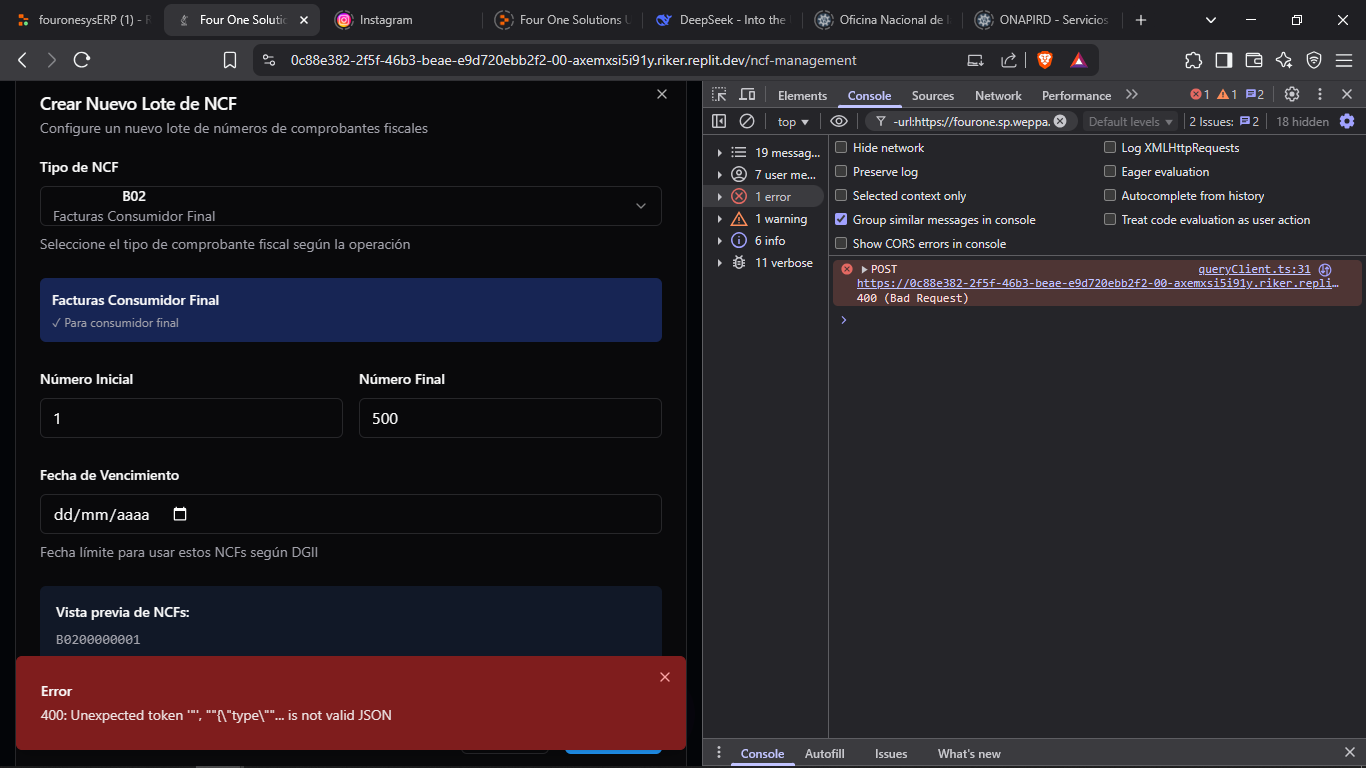 fouronesysERP (1) - R
Four One Solutio
Instagram
Four One Solutions U
DeepSeek - Into the
Oficina Nacional de
ONAPIRD - Servicios
0c88e382-2f5f-46b3-beae-e9d720ebb2f2-00-axemxsi5i91y.riker.replit.dev/ncf-management
Crear Nuevo Lote de NCF
Configure un nuevo lote de números de comprobantes fiscales
Tipo de NCF
B02
Facturas Consumidor Final
Seleccione el tipo de comprobante fiscal según la operación
Facturas Consumidor Final
✓ Para consumidor final
Número Inicial
Número Final
1
500
Fecha de Vencimiento
dd/mm/aaaa
Fecha límite para usar estos NCFs según DGII
Vista previa de NCFs:
B0200000001
Error
400: Unexpected token '"', ""{\"type\""... is not valid JSON
Elements
Console
Sources
Network
Performance
1
1
2
top
-url:https://fourone.sp.weppa.
Default levels
2 Issues:
2
18 hidden
19 messag...
7 user me...
1 error
1 warning
6 info
11 verbose
Hide network
Log XMLHttpRequests
Preserve log
Eager evaluation
Selected context only
Autocomplete from history
Group similar messages in console
Treat code evaluation as user action
Show CORS errors in console
POST
queryClient.ts:31
https://0c88e382-2f5f-46b3-beae-e9d720ebb2f2-00-axemxsi5i91y.riker.repli…
400 (Bad Request)
Console
Autofill
Issues
What's new